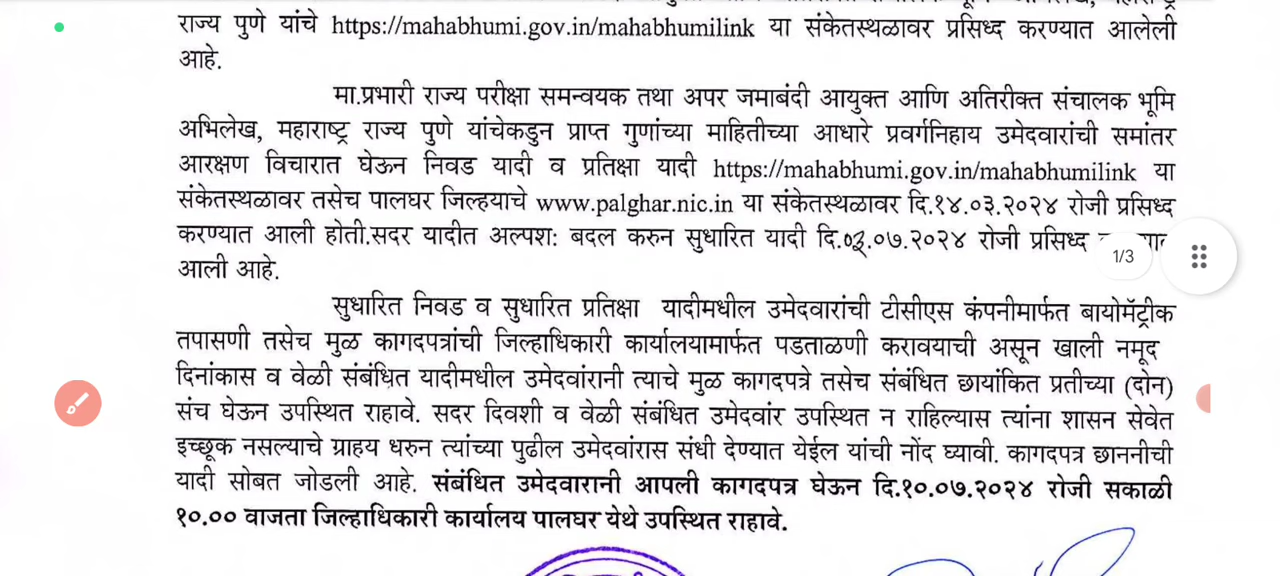 राज्य पुणे यांचे https://mahabhumi.gov.in/mahabhumilink या संकेतस्थळावर प्रसिध्द करण्यात आलेली
आहे.
मा.प्रभारी राज्य परीक्षा समन्वयक तथा अपर जमाबंदी आयुक्त आणि अतिरीक्त संचालक भूमि
अभिलेख, महाराष्ट्र राज्य पुणे यांचेकडुन प्राप्त गुणांच्या माहितीच्या आधारे प्रवर्गनिहाय उमेदवारांची समांतर
आरक्षण विचारात घेऊन निवड यादी व प्रतिक्षा यादी https://mahabhumi.gov.in/mahabhumilink या
संकेतस्थळावर तसेच पालघर जिल्हयाचे www.palghar.nic.in या संकेतस्थळावर दि.१४.०३.२०२४ रोजी प्रसिध्द
करण्यात आली होती.सदर यादीत अल्पश: बदल करुन सुधारित यादी रोजी प्रसिध्द
1/3
आली आहे.
सुधारित निवड व सुधारित प्रतिक्षा यादीमधील उमेदवारांची टीसीएस कंपनीमार्फत बायोमॅट्रीक
तपासणी तसेच मुळ कागदपत्रांची जिल्हाधिकारी कार्यालयामार्फत पडताळणी करावयाची असून खाली नमूद
दिनांकास व वेळी संबंधित यादीमधील उमेदवांरानी त्याचे मुळ कागदपत्रे तसेच संबंधित छायांकित प्रतीच्या (दोन)
संच घेऊन उपस्थित राहावे. सदर दिवशी व वेळी संबंधित उमेदवांर उपस्थित न राहिल्यास त्यांना शासन सेवेत
इच्छूक नसल्याचे ग्राहय धरुन त्यांच्या पुढील उमेदवांरास संधी देण्यात येईल यांची नोंद घ्यावी. कागदपत्र छाननीची
यादी सोबत जोडली आहे. संबंधित उमेदवारानी आपली कागदपत्र घेऊन दि.१०.०७.२०२४ रोजी सकाळी
१०.०० वाजता जिल्हाधिकारी कार्यालय पालघर येथे उपस्थित राहावे.